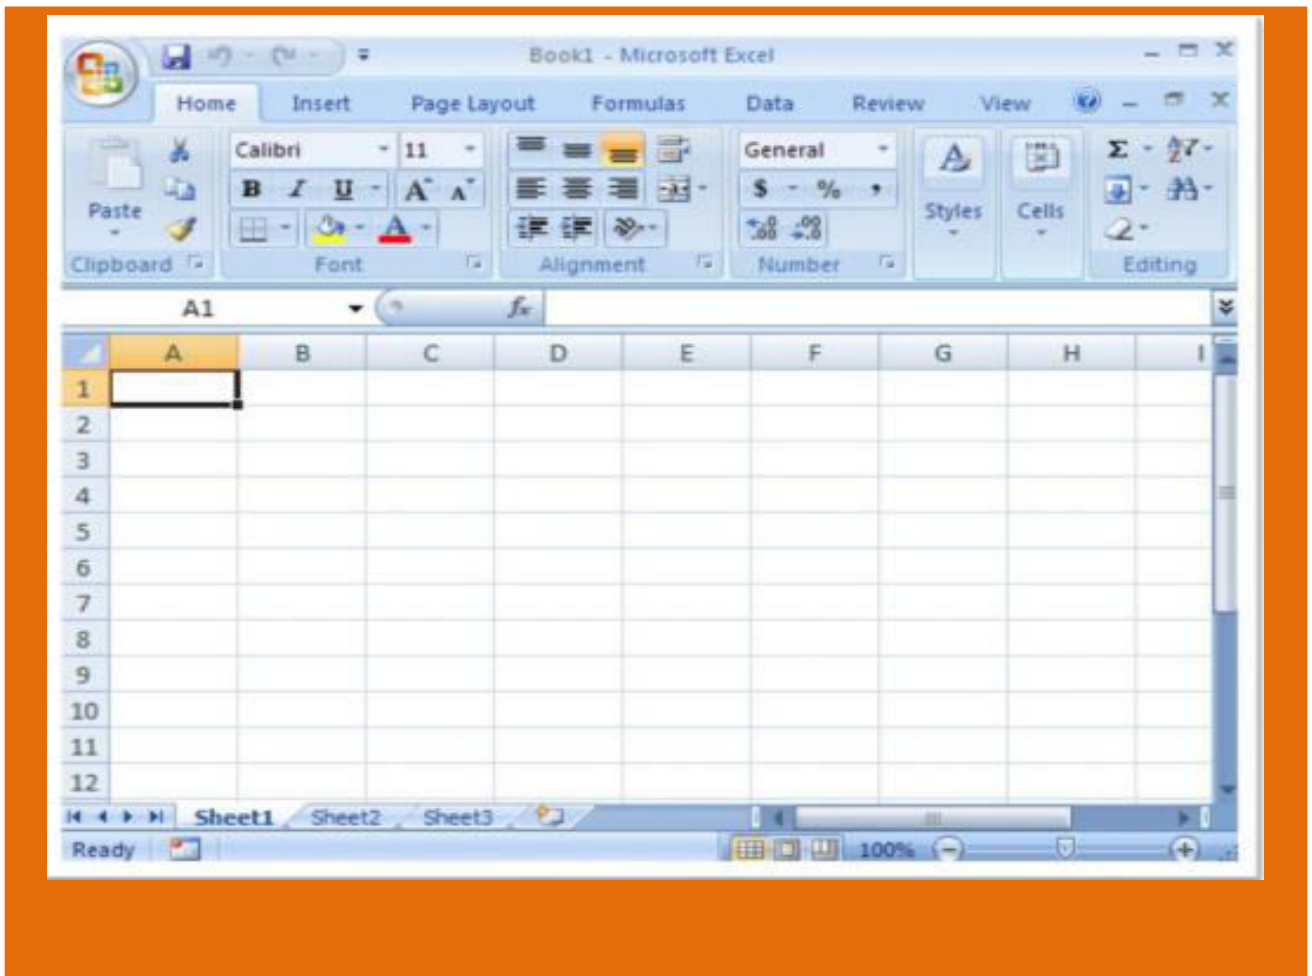 Book1 - Microsoft Excel
Home Insert Page Layout Formulas Data Review View
Calibri 11 General
B I U A A $ % ,
Paste Styles Cells Σ
A .00 .0
Clipboard Font Alignment Number Editing
A1 fx
A B C D E F G H I
1
2
3
4
5
6
7
8
9
10
11
12
Sheet1 Sheet2 Sheet3
Ready 100%